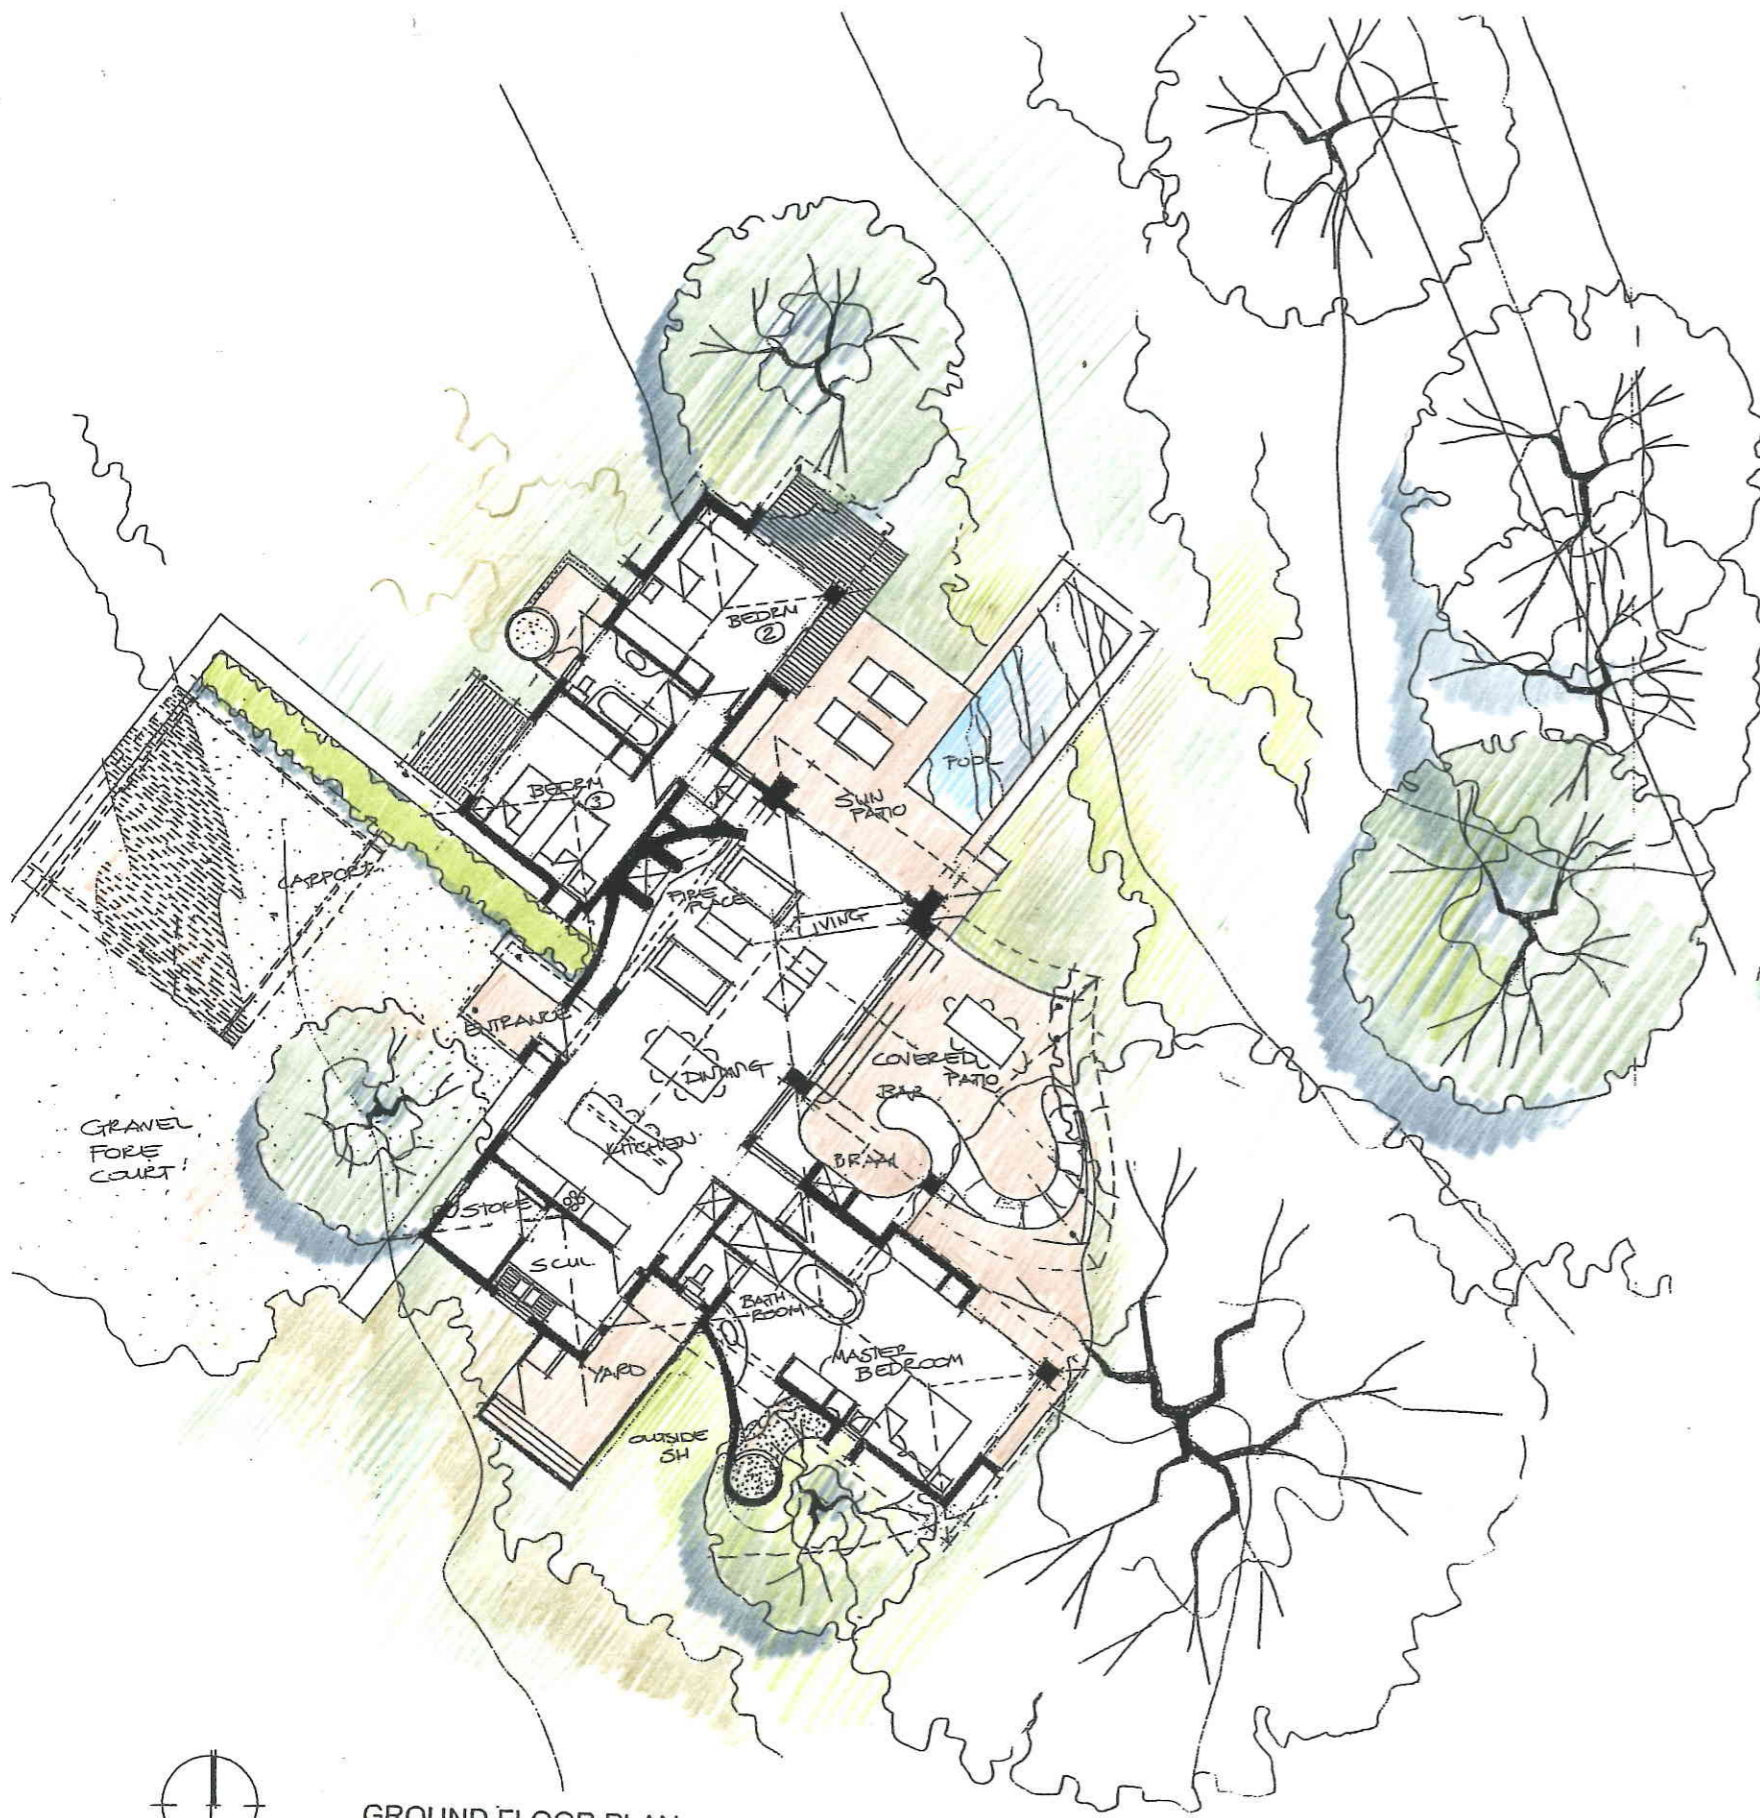 BEDRM
2
BEDRM
3
POOL
SUN
PATIO
CARPORT
FIRE
PLACE
LIVING
ENTRANCE
DINING
COVERED
PATIO
BAR
KITCHEN
BRAAI
GRAVEL
FORE
COURT
STORE
SCUL
BATH
ROOM
MASTER
BEDROOM
YARD
OUTSIDE
SH
GROUND FLOOR PLAN